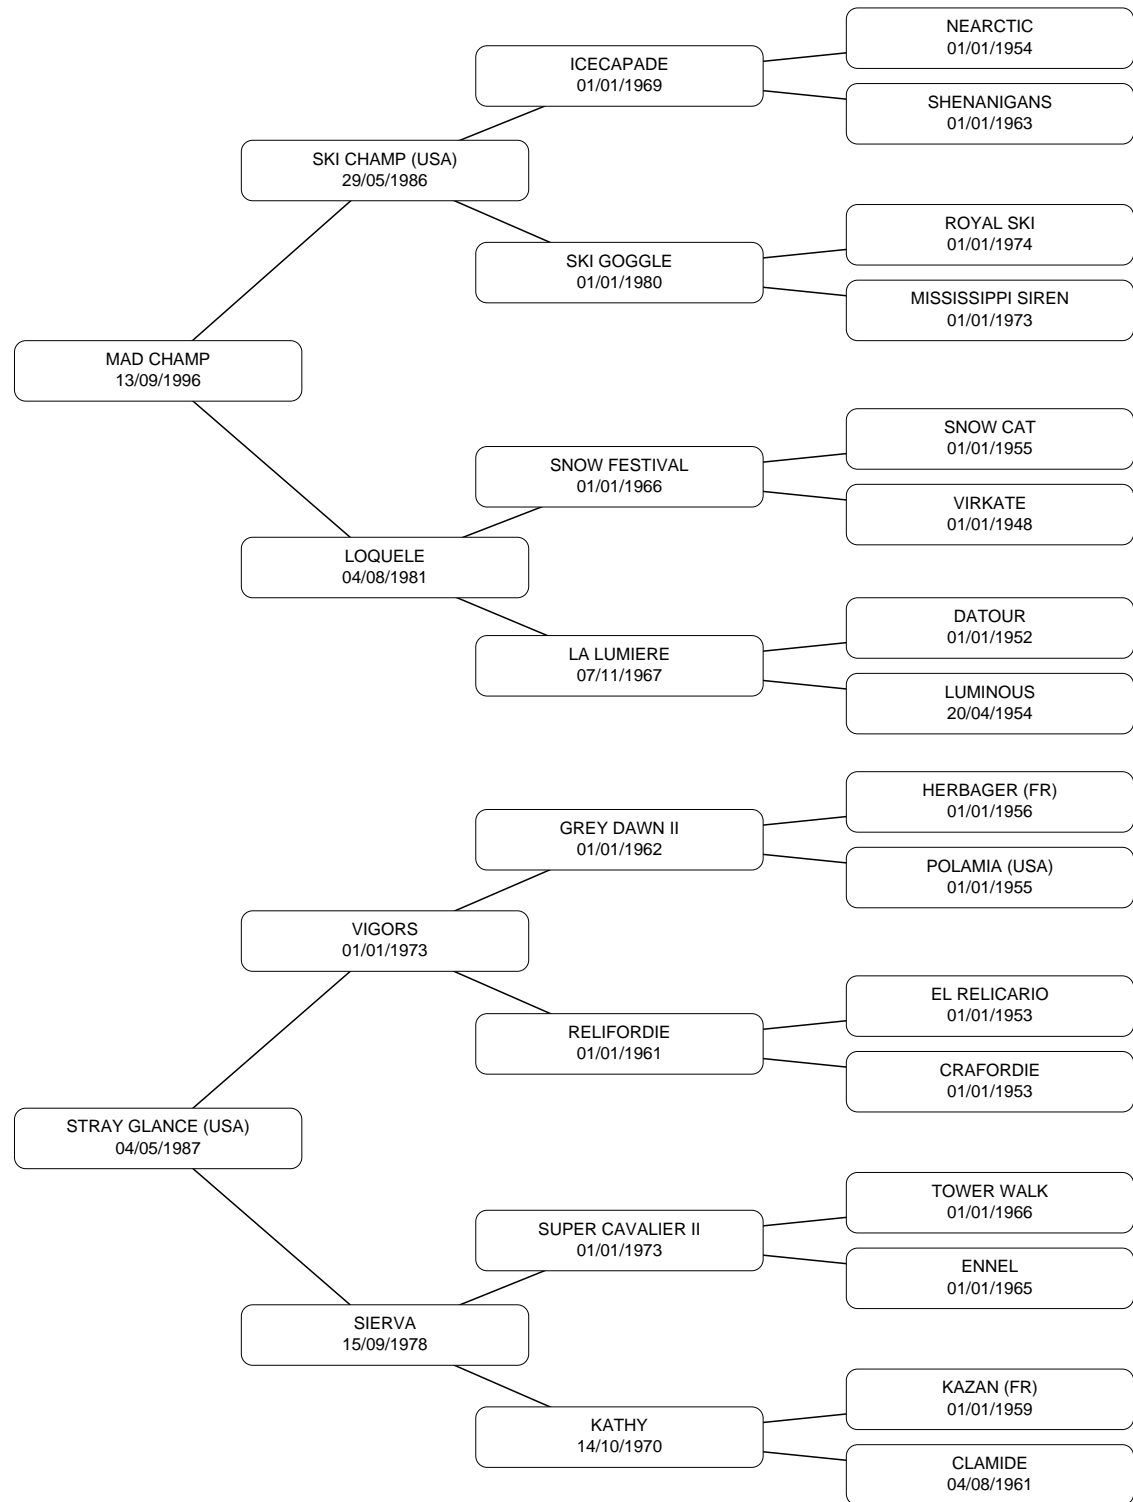 NEARCTIC
01/01/1954
ICECAPADE
01/01/1969
SHENANIGANS
01/01/1963
SKI CHAMP (USA)
29/05/1986
ROYAL SKI
01/01/1974
SKI GOGGLE
01/01/1980
MISSISSIPPI SIREN
01/01/1973
MAD CHAMP
13/09/1996
SNOW CAT
01/01/1955
SNOW FESTIVAL
01/01/1966
VIRKATE
01/01/1948
LOQUELE
04/08/1981
DATOUR
01/01/1952
LA LUMIERE
07/11/1967
LUMINOUS
20/04/1954
HERBAGER (FR)
01/01/1956
GREY DAWN II
01/01/1962
POLAMIA (USA)
01/01/1955
VIGORS
01/01/1973
EL RELICARIO
01/01/1953
RELIFORDIE
01/01/1961
CRAFORDIE
01/01/1953
STRAY GLANCE (USA)
04/05/1987
TOWER WALK
01/01/1966
SUPER CAVALIER II
01/01/1973
ENNEL
01/01/1965
SIERVA
15/09/1978
KAZAN (FR)
01/01/1959
KATHY
14/10/1970
CLAMIDE
04/08/1961